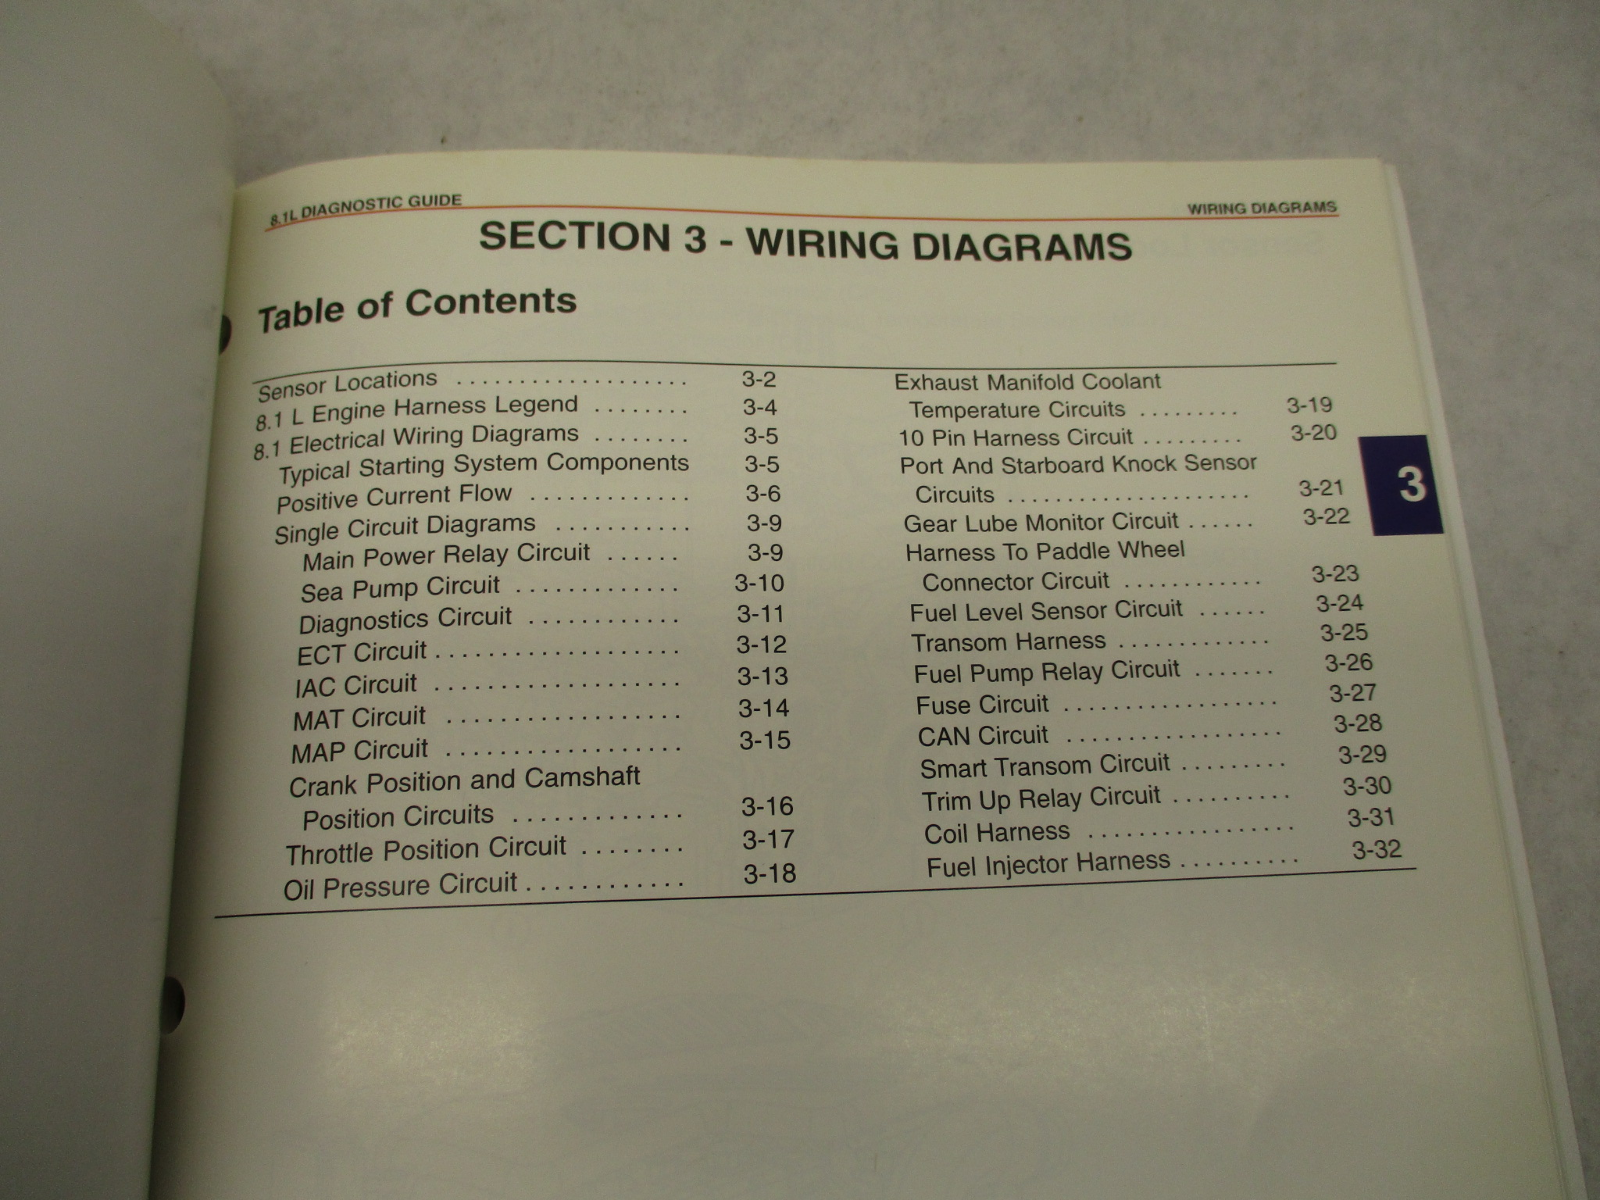 8.1L DIAGNOSTIC GUIDE
WIRING DIAGRAMS
SECTION 3 - WIRING DIAGRAMS
Table of Contents
Sensor Locations . . . . . . . . . . . . . . . . . . . 3-2
8.1 L Engine Harness Legend . . . . . . . . 3-4
8.1 Electrical Wiring Diagrams . . . . . . . . 3-5
Typical Starting System Components 3-5
Positive Current Flow . . . . . . . . . . . . . 3-6
Single Circuit Diagrams . . . . . . . . . . . 3-9
Main Power Relay Circuit . . . . . . 3-9
Sea Pump Circuit . . . . . . . . . . . . . 3-10
Diagnostics Circuit . . . . . . . . . . . . 3-11
ECT Circuit . . . . . . . . . . . . . . . . . . . 3-12
IAC Circuit . . . . . . . . . . . . . . . . . . . 3-13
MAT Circuit . . . . . . . . . . . . . . . . . . . 3-14
MAP Circuit . . . . . . . . . . . . . . . . . . . 3-15
Crank Position and Camshaft
Position Circuits . . . . . . . . . . . . . 3-16
Throttle Position Circuit . . . . . . . . 3-17
Oil Pressure Circuit . . . . . . . . . . . . 3-18
Exhaust Manifold Coolant
Temperature Circuits . . . . . . . . . 3-19
10 Pin Harness Circuit . . . . . . . . . 3-20
Port And Starboard Knock Sensor
Circuits . . . . . . . . . . . . . . . . . . . . 3-21
Gear Lube Monitor Circuit . . . . . . 3-22
Harness To Paddle Wheel
Connector Circuit . . . . . . . . . . . . 3-23
Fuel Level Sensor Circuit . . . . . . 3-24
Transom Harness . . . . . . . . . . . . . 3-25
Fuel Pump Relay Circuit . . . . . . . 3-26
Fuse Circuit . . . . . . . . . . . . . . . . . . 3-27
CAN Circuit . . . . . . . . . . . . . . . . . . 3-28
Smart Transom Circuit . . . . . . . . . 3-29
Trim Up Relay Circuit . . . . . . . . . . 3-30
Coil Harness . . . . . . . . . . . . . . . . . 3-31
Fuel Injector Harness . . . . . . . . . . 3-32
3